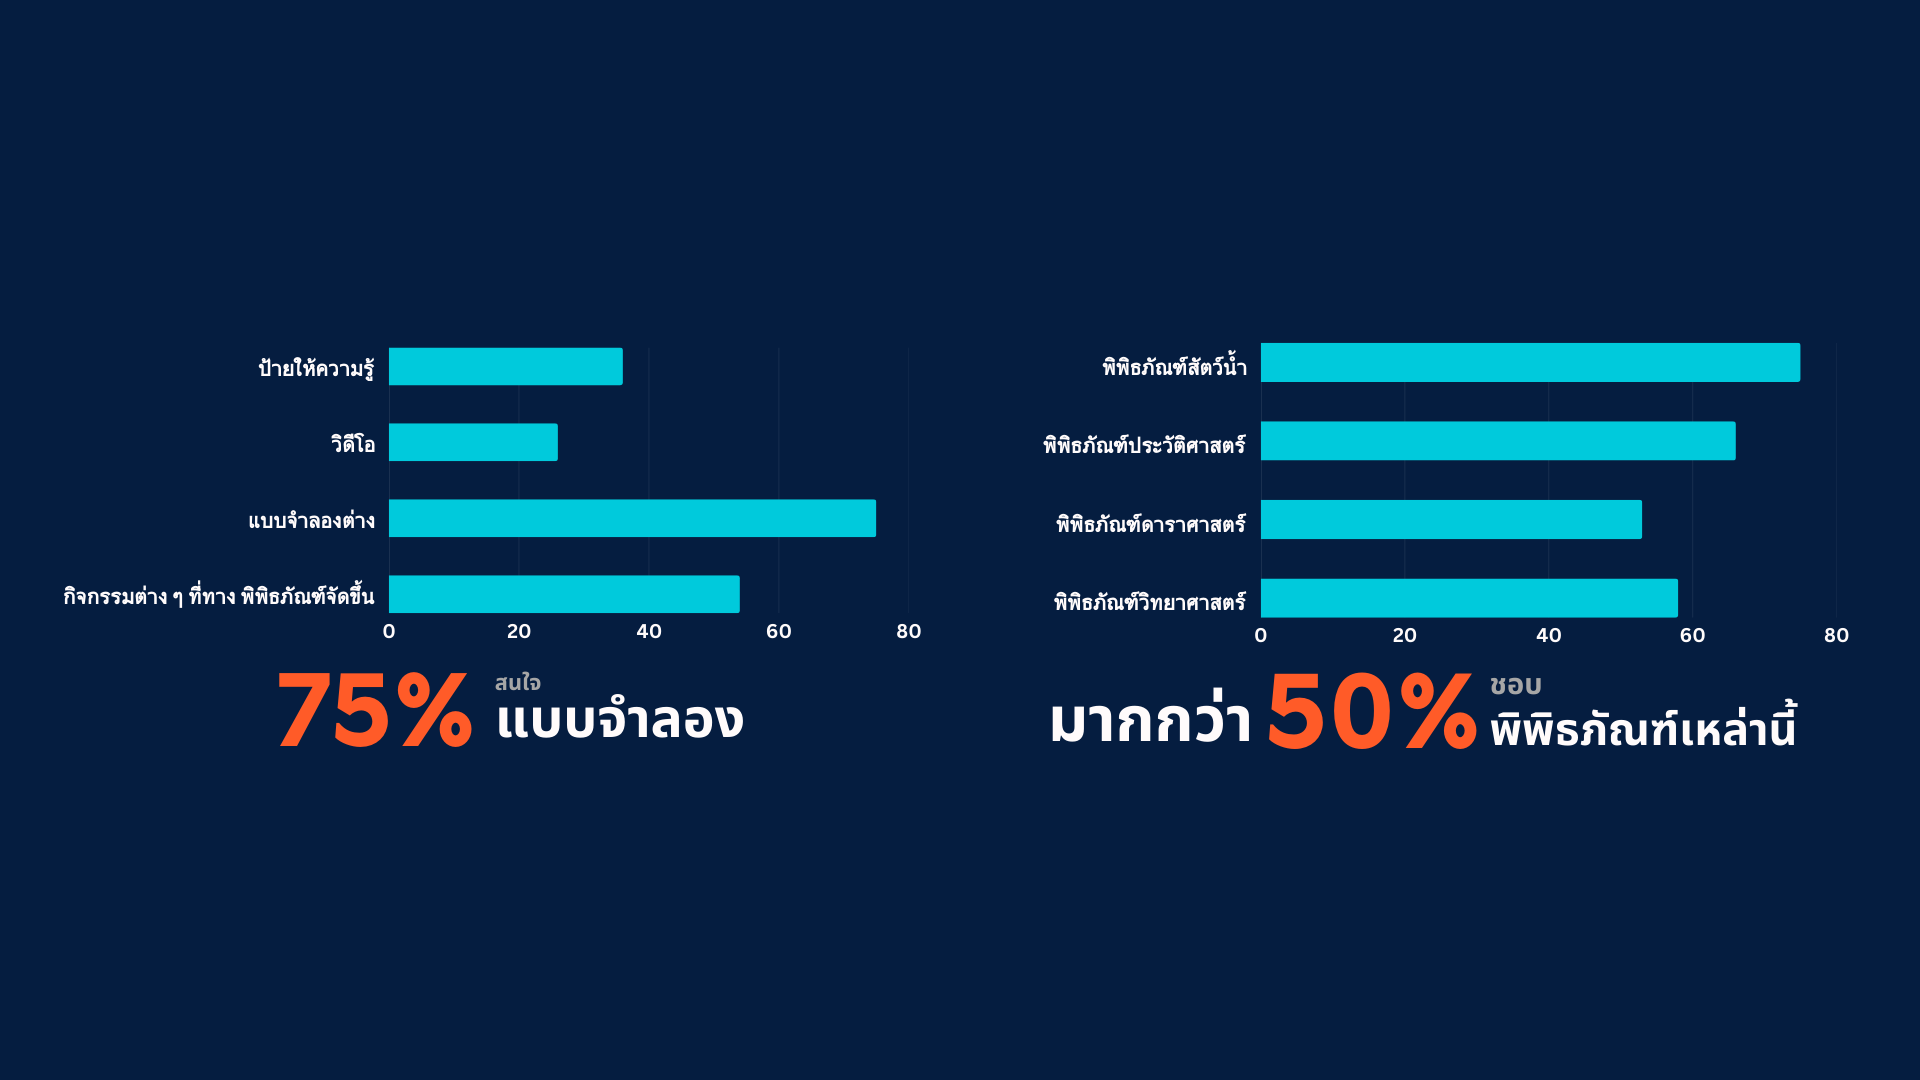 ป้ายให้ความรู้
วิดีโอ
แบบจำลองต่าง
กิจกรรมต่าง ๆ ที่ทาง พิพิธภัณฑ์จัดขึ้น
0 20 40 60 80
75% สนใจ
แบบจำลอง
พิพิธภัณฑ์สัตว์น้ำ
พิพิธภัณฑ์ประวัติศาสตร์
พิพิธภัณฑ์ดาราศาสตร์
พิพิธภัณฑ์วิทยาศาสตร์
0 20 40 60 80
มากกว่า 50% ชอบ
พิพิธภัณฑ์เหล่านี้